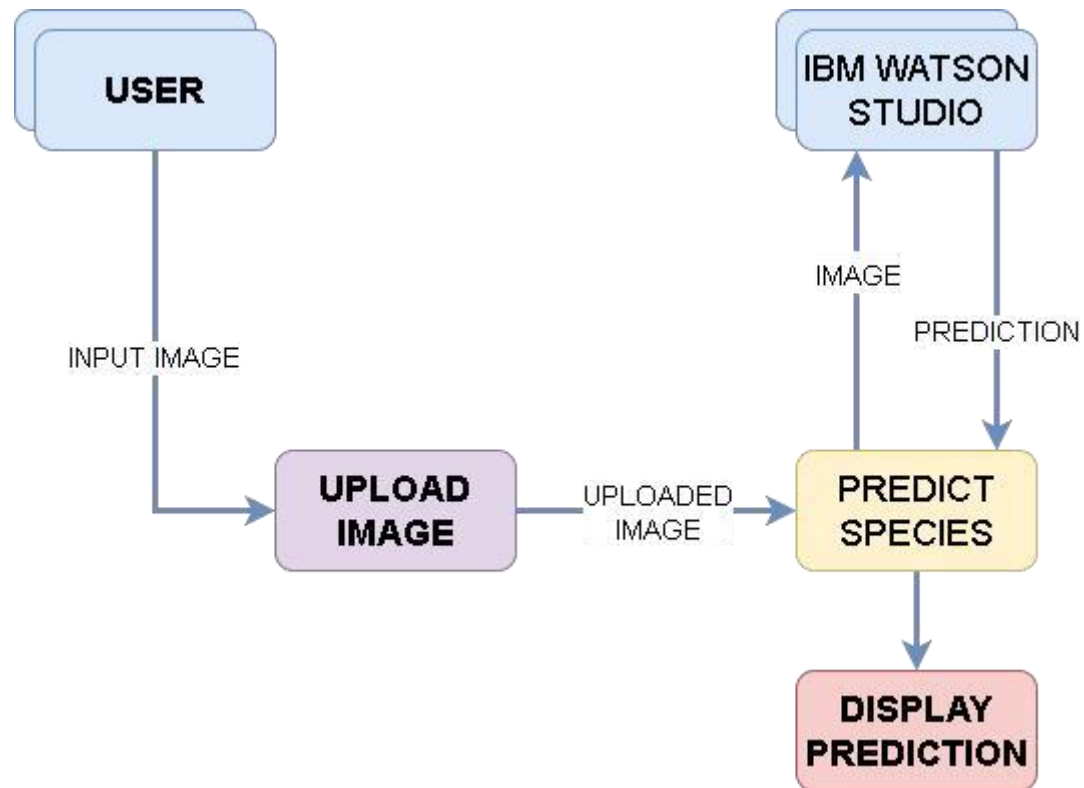 USER
IBM WATSON
STUDIO
IMAGE
PREDICTION
INPUT IMAGE
UPLOAD
IMAGE
UPLOADED
IMAGE
PREDICT
SPECIES
DISPLAY
PREDICTION